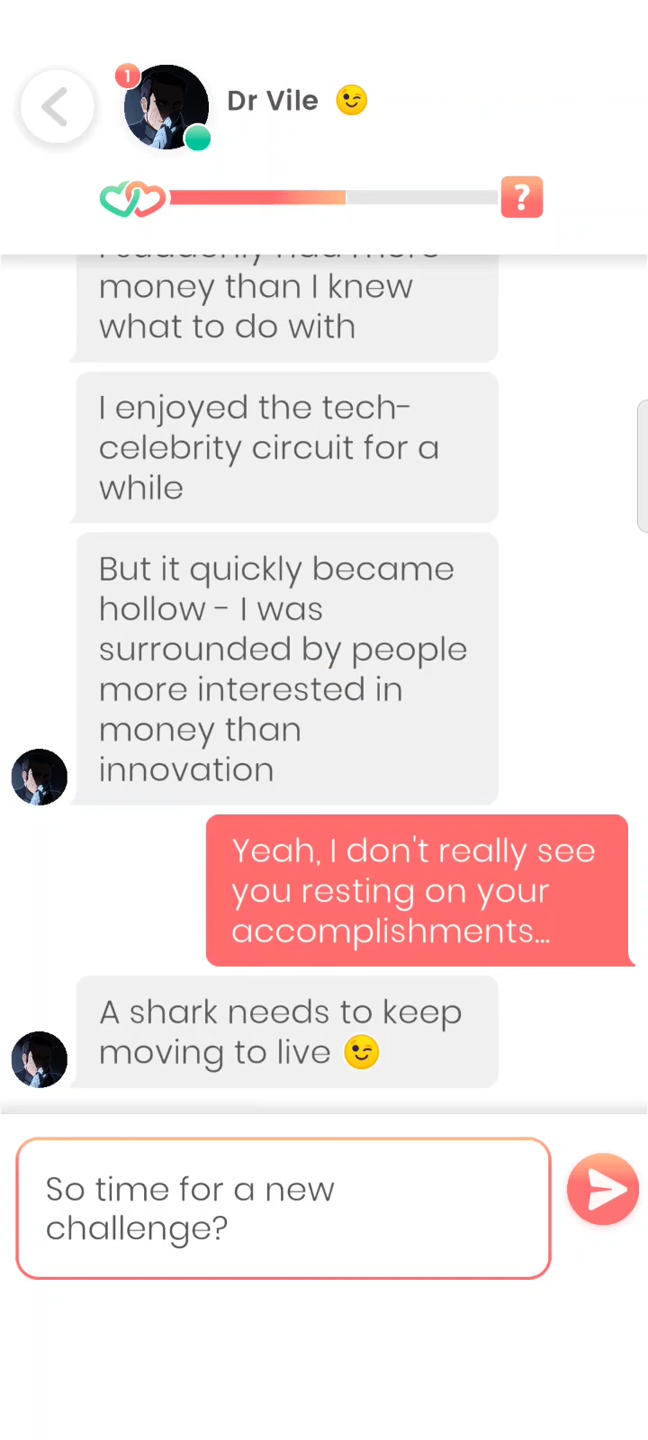 1
Dr Vile 😉
?
money than I knew
what to do with
I enjoyed the tech-
celebrity circuit for a
while
But it quickly became
hollow - I was
surrounded by people
more interested in
money than
innovation
Yeah, I don't really see
you resting on your
accomplishments...
A shark needs to keep
moving to live 😉
So time for a new
challenge?